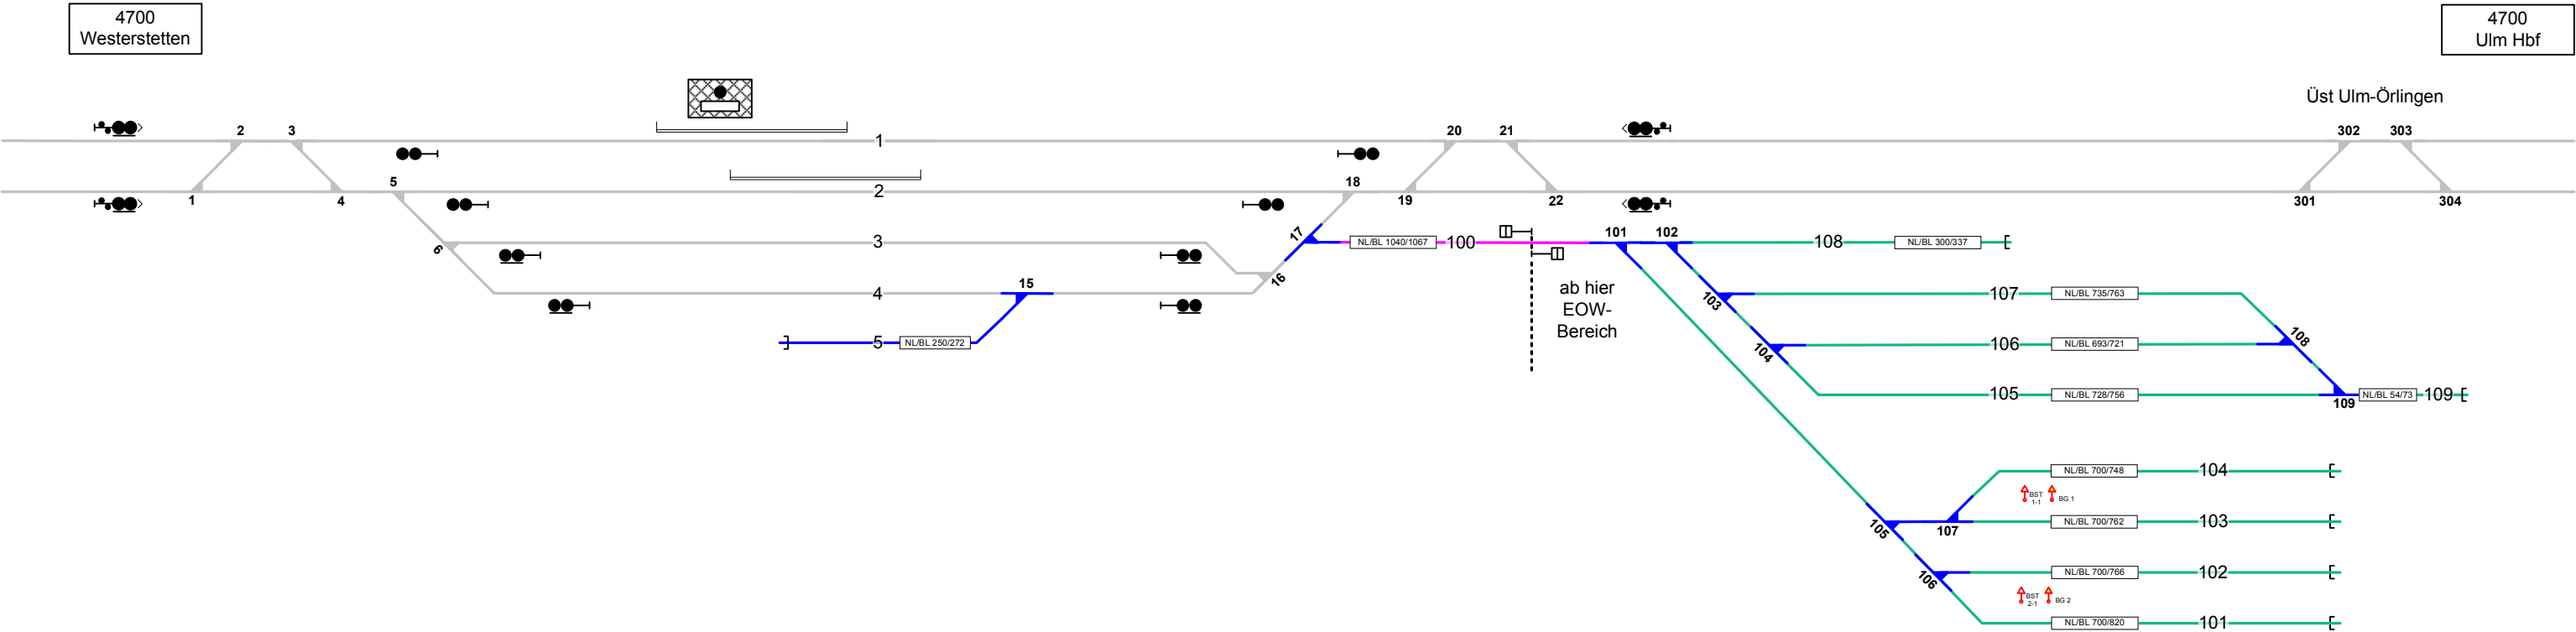 4700
Westerstetten
4700
Ulm Hbf
Üst Ulm-Örlingen
2 3 20 21 302 303
1
5 18
2
1 4 19 22 301 304
6 3 17 NL/BL 1040/1067 100 101 102 108 NL/BL 300/337
16
4 15
ab hier
EOW-
Bereich
103 107 NL/BL 735/763
5 NL/BL 250/272
104 106 NL/BL 693/721 108
105 NL/BL 728/756 109 NL/BL 54/73 109
NL/BL 700/748 104
BST
1-1
BG 1
105 107 NL/BL 700/762 103
106 NL/BL 700/766 102
BST
2-1
BG 2
NL/BL 700/820 101